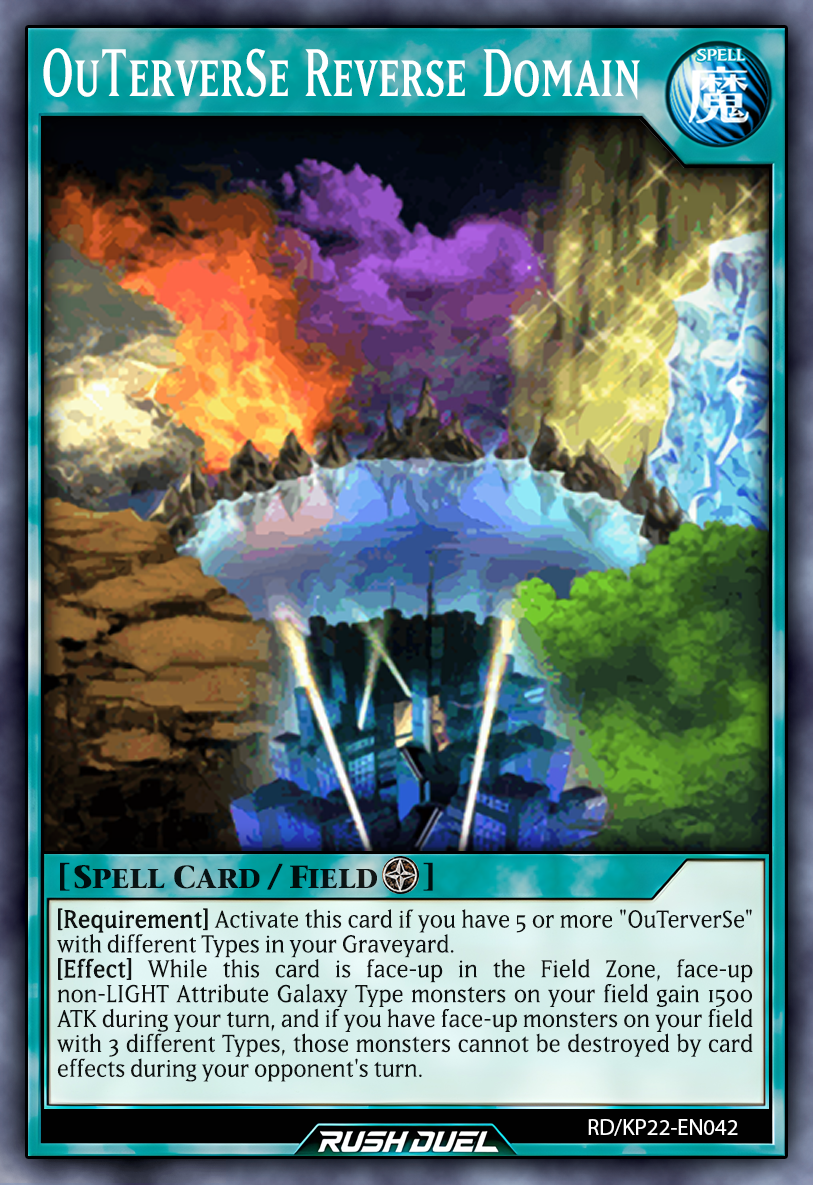 OuTerverSe Reverse Domain
SPELL
魔
[Spell Card / Field]
[Requirement] Activate this card if you have 5 or more "OuTerverSe"
with different Types in your Graveyard.
[Effect] While this card is face-up in the Field Zone, face-up
non-LIGHT Attribute Galaxy Type monsters on your field gain 1500
ATK during your turn, and if you have face-up monsters on your field
with 3 different Types, those monsters cannot be destroyed by card
effects during your opponent's turn.
RD/KP22-EN042
RUSH DUEL